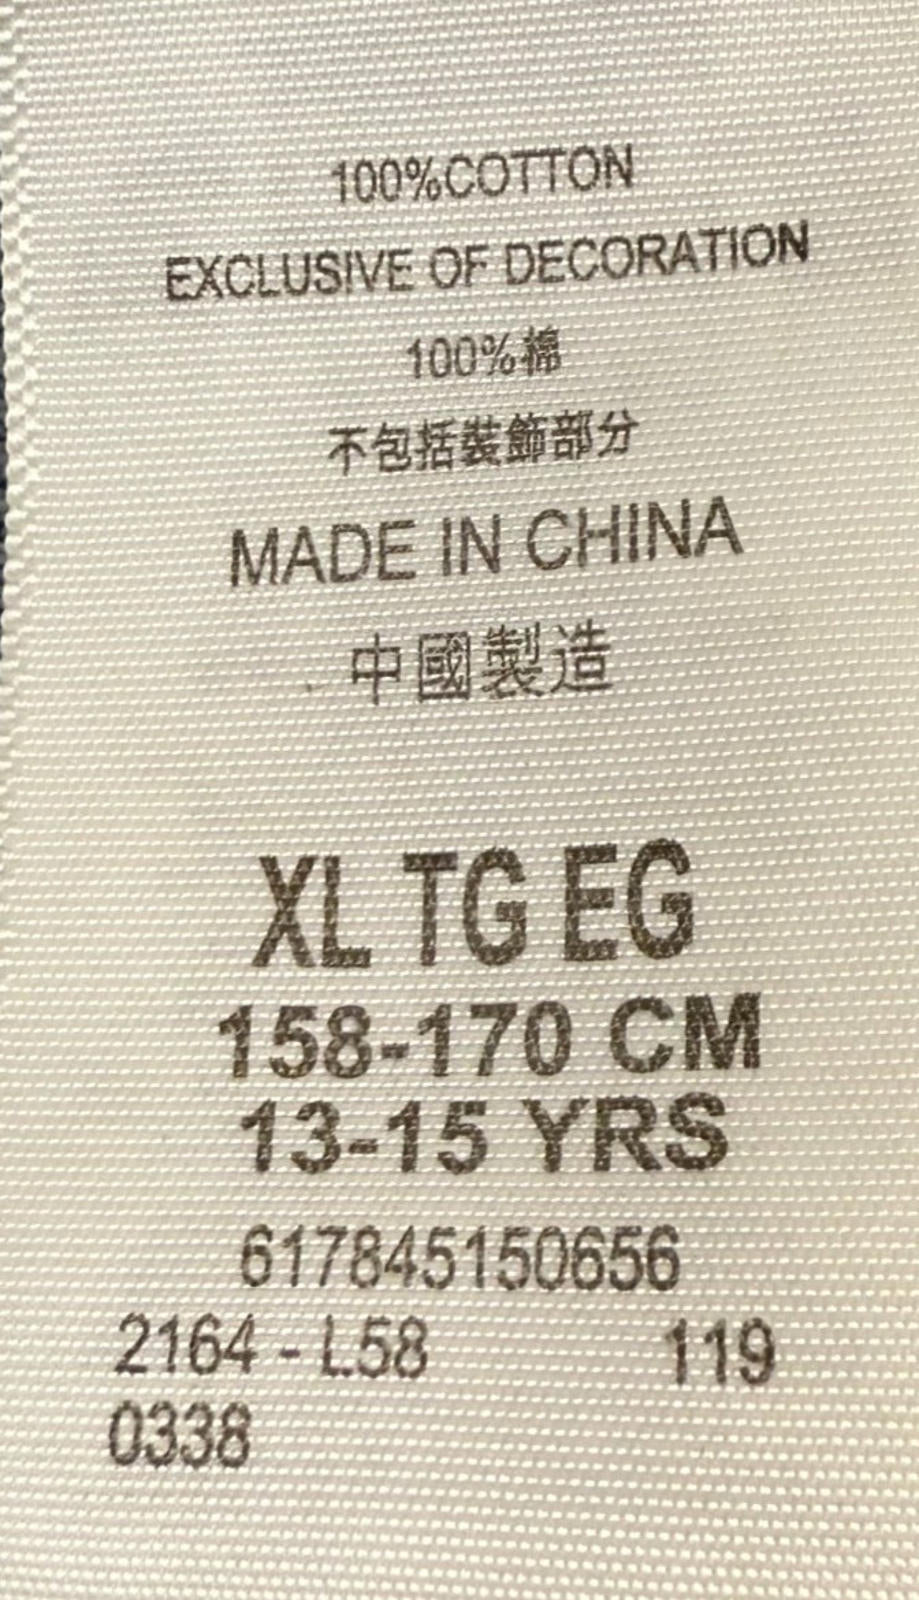 100%COTTON
EXCLUSIVE OF DECORATION
100%棉
不包括裝飾部分
MADE IN CHINA
中國製造
XL TG EG
158-170 CM
13-15 YRS
617845150656
2164 - L58 119
0338